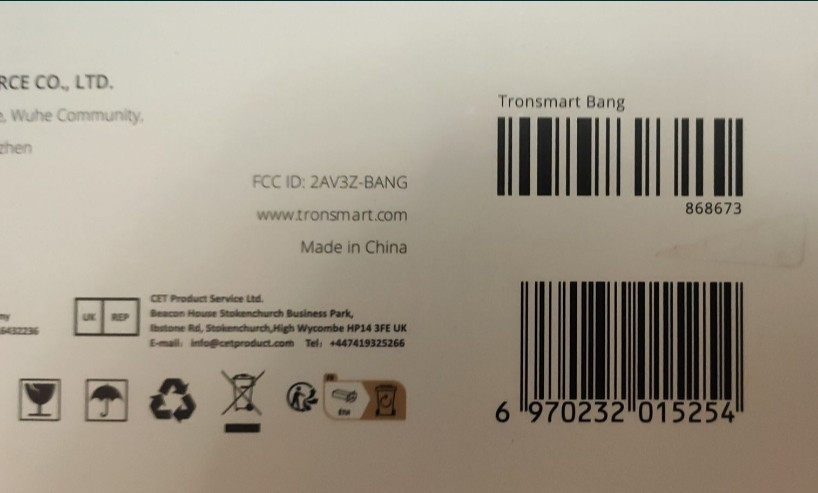 RCE CO., LTD.
Wuhe Community,
zhen
FCC ID: 2AV3Z-BANG
www.tronsmart.com
Made in China
Tronsmart Bang
868673
UK REP
CET Product Service Ltd.
Beacon House Stokenchurch Business Park,
Ibstone Rd, Stokenchurch,High Wycombe HP14 3FE UK
E-mail: info@cetproduct.com Tel: +447419325266
ny
6432236
6 970232 015254